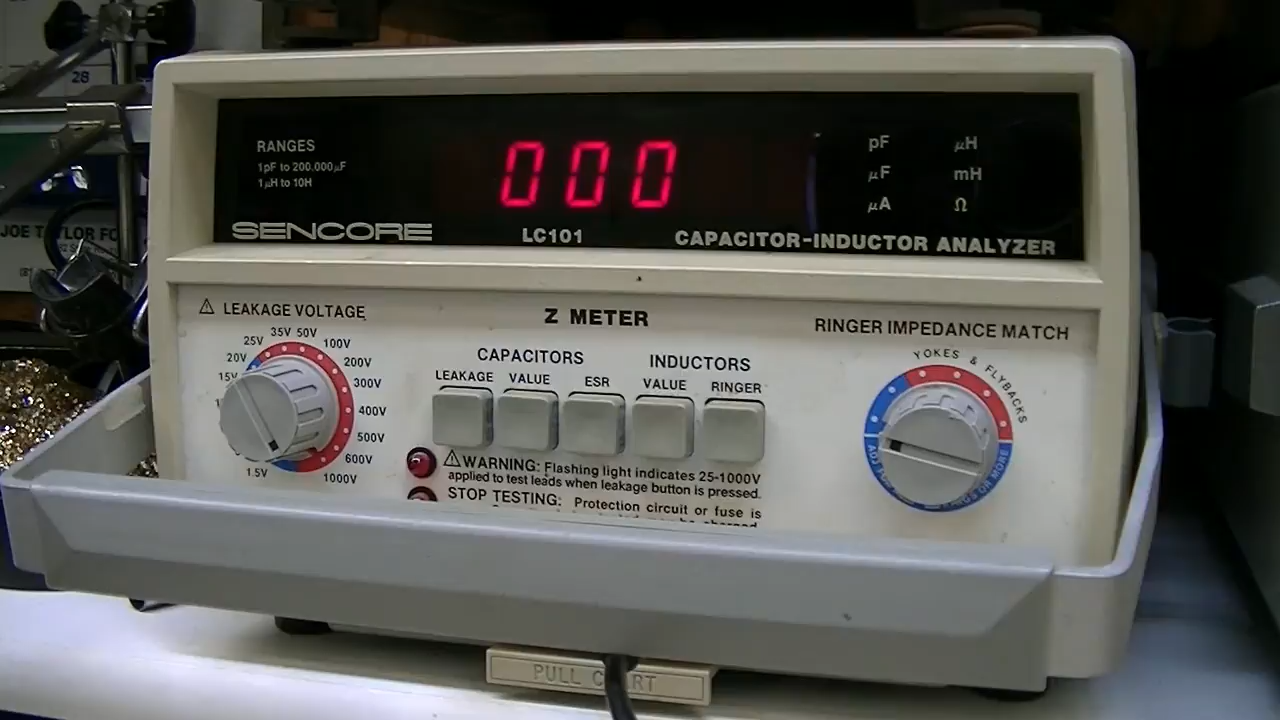 28
JOE T
RANGES
1pF to 200,000µF
1µH to 10H
000
pF µH
µF mH
µA Ω
SENCORE
LC101
CAPACITOR-INDUCTOR ANALYZER
⚠ LEAKAGE VOLTAGE
35V 50V
25V 100V
20V 200V
15V 300V
400V
500V
600V
1.5V 1000V
Z METER
CAPACITORS INDUCTORS
LEAKAGE VALUE ESR VALUE RINGER
⚠ WARNING: Flashing light indicates 25-1000V
applied to test leads when leakage button is pressed.
STOP TESTING: Protection circuit or fuse is
RINGER IMPEDANCE MATCH
YOKES & FLYBACKS
OR MORE
PULL